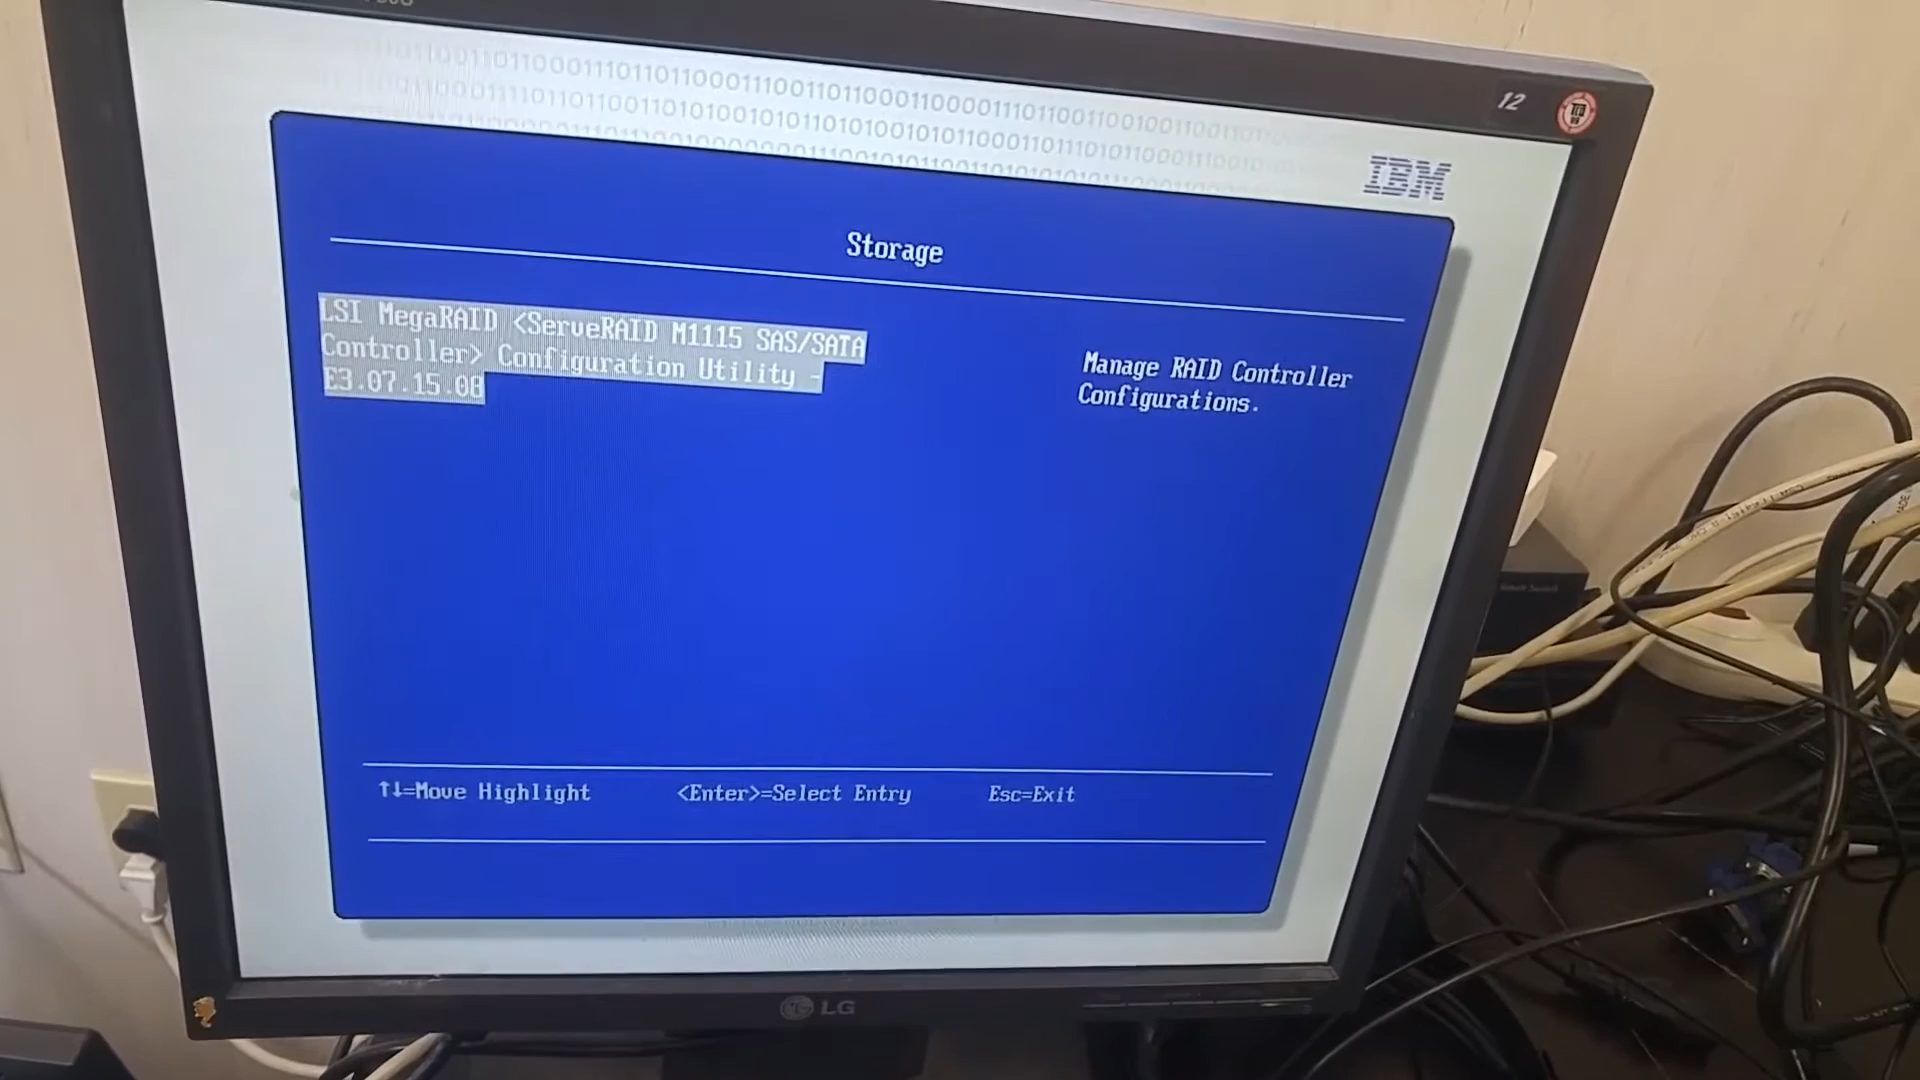 12
IBM
Storage
LSI MegaRAID <ServeRAID M1115 SAS/SATA
Controller> Configuration Utility -
E3.07.15.08
Manage RAID Controller
Configurations.
↑↓=Move Highlight
<Enter>=Select Entry
Esc=Exit
LG